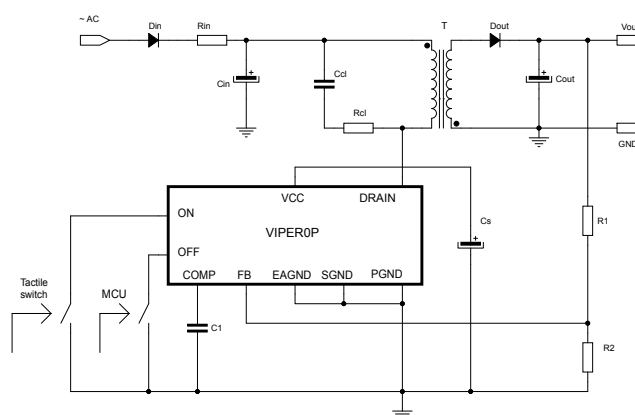 ~ AC
Din
Rin
T
Dout
Vou
Ccl
Cin
Cout
Rcl
GND
VCC
DRAIN
ON
VIPER0P
Cs
R1
OFF
COMP
FB
EAGND
SGND
PGND
Tactile
switch
MCU
C1
R2
+
+
+